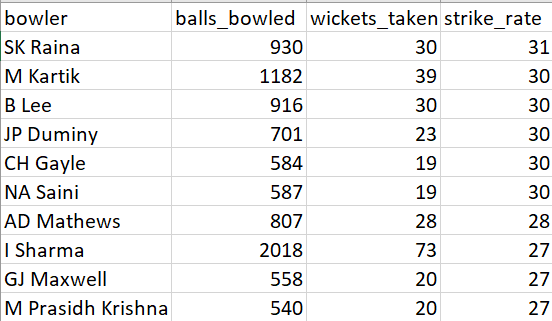 bowler balls_bowled wickets_taken strike_rate
SK Raina 930 30 31
M Kartik 1182 39 30
B Lee 916 30 30
JP Duminy 701 23 30
CH Gayle 584 19 30
NA Saini 587 19 30
AD Mathews 807 28 28
I Sharma 2018 73 27
GJ Maxwell 558 20 27
M Prasidh Krishna 540 20 27